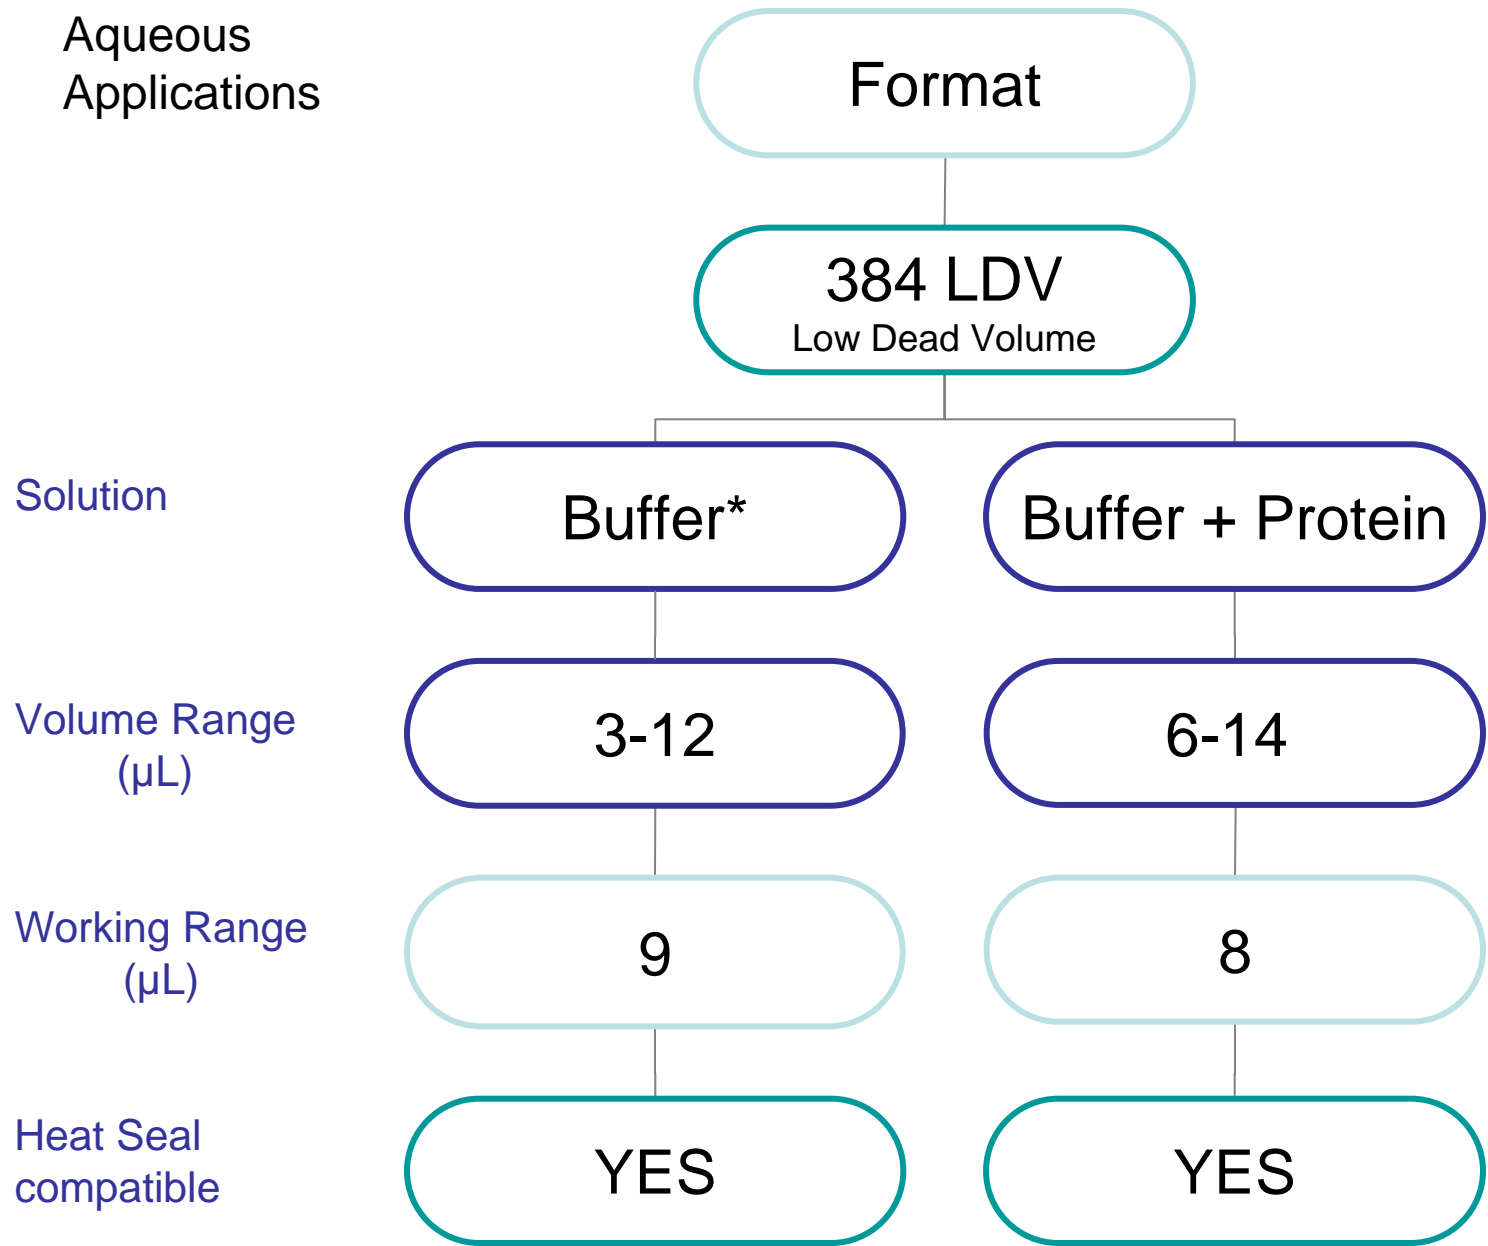 Aqueous
Applications
Format
384 LDV
Low Dead Volume
Solution
Buffer*
Buffer + Protein
Volume Range
(µL)
3-12
6-14
Working Range
(µL)
9
8
Heat Seal
compatible
YES
YES